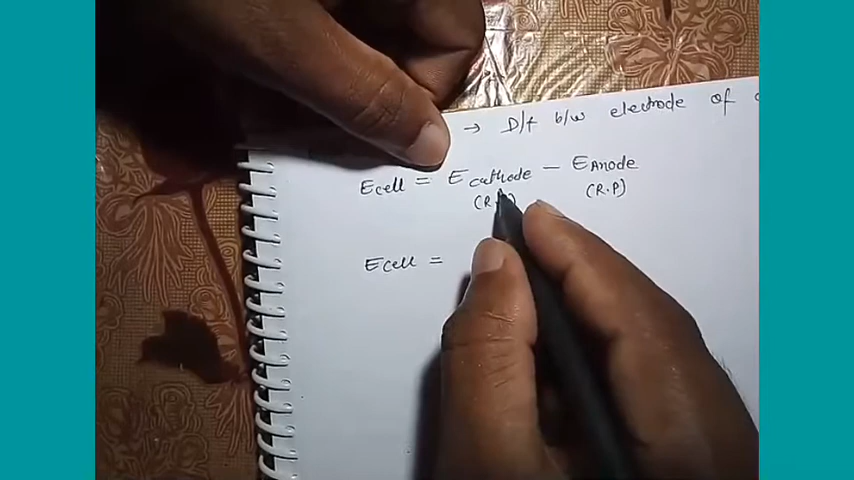 → D/f b/w electrode of
Ecell = Ecathode − EAnode
(R.P) (R.P)
Ecell =